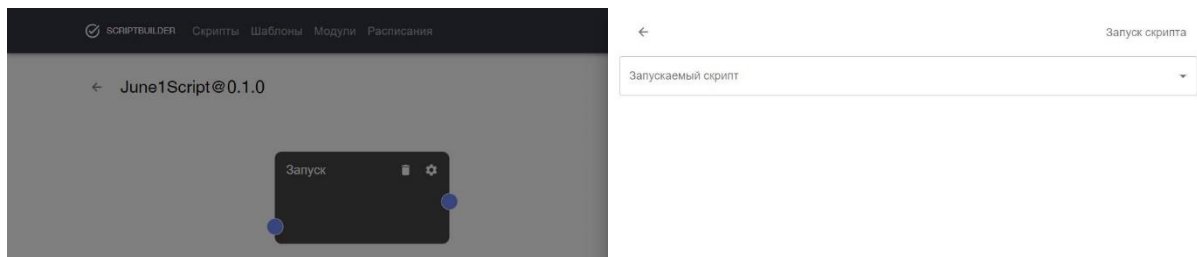 SCRIPTBUILDER Скрипты Шаблоны Модули Расписания
June1Script@0.1.0
Запуск
Запуск скрипта
Запускаемый скрипт